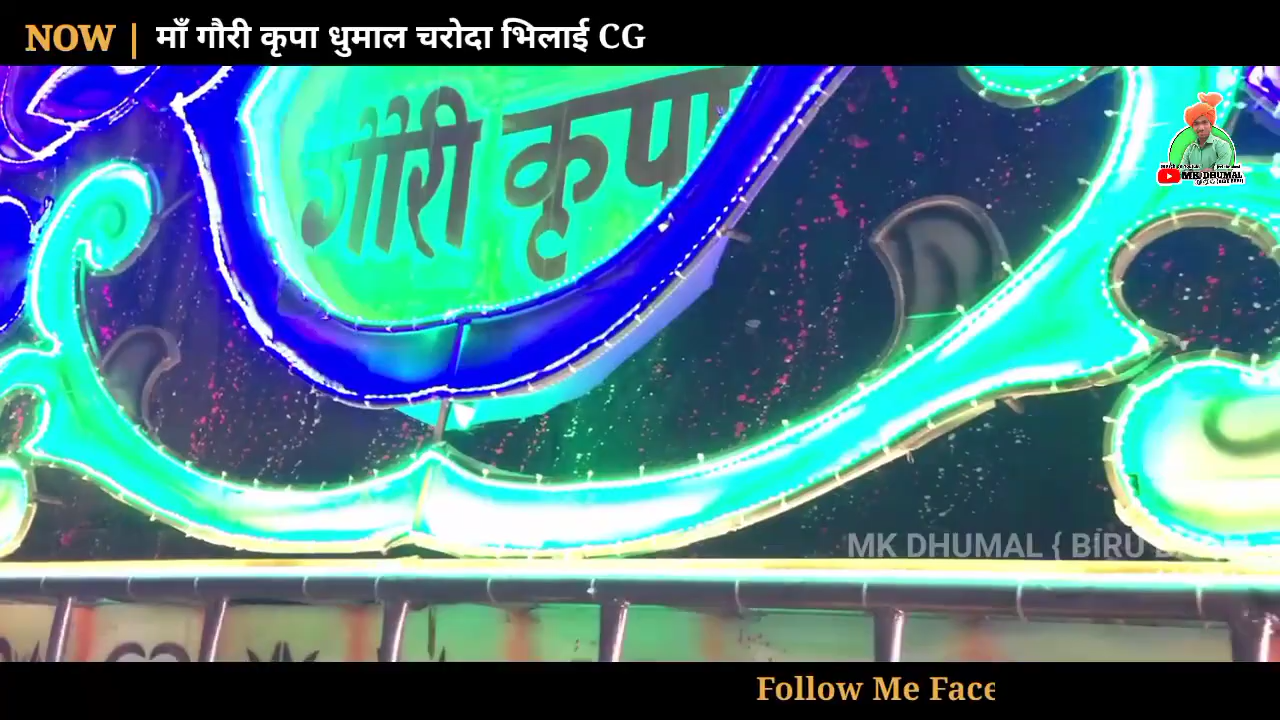 NOW | माँ गौरी कृपा धुमाल चरोदा भिलाई CG
गौरी कृपा
MK DHUMAL
MK DHUMAL { BIRU
Follow Me Face